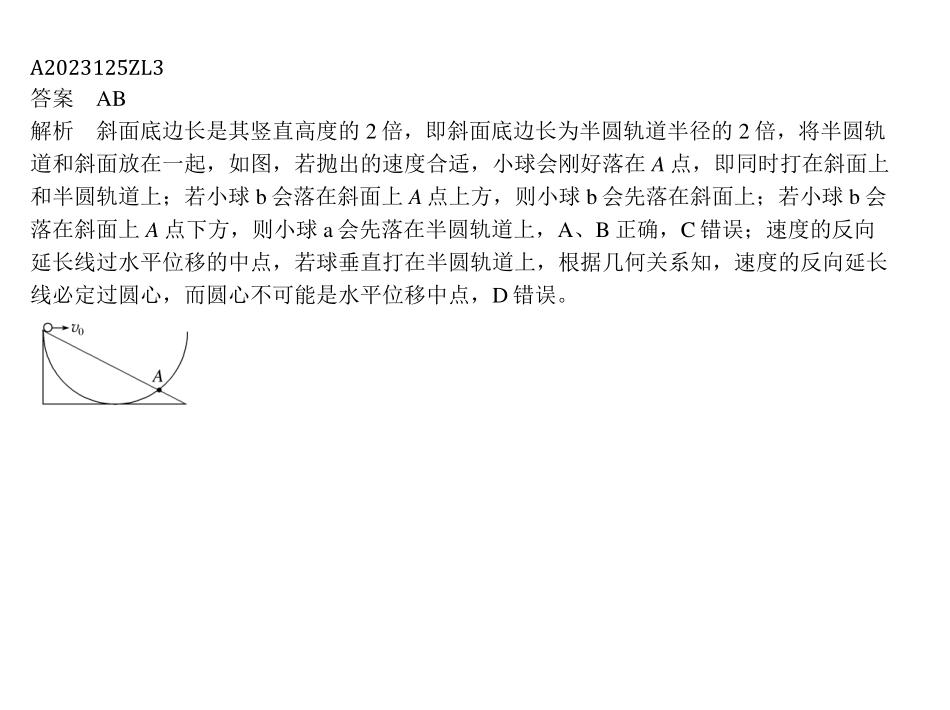 A2023125ZL3
答案 AB
解析 斜面底边长是其竖直高度的 2 倍，即斜面底边长为半圆轨道半径的 2 倍，将半圆轨
道和斜面放在一起，如图，若抛出的速度合适，小球会刚好落在 A 点，即同时打在斜面上
和半圆轨道上；若小球 b 会落在斜面上 A 点上方，则小球 b 会先落在斜面上；若小球 b 会
落在斜面上 A 点下方，则小球 a 会先落在半圆轨道上，A、B 正确，C 错误；速度的反向
延长线过水平位移的中点，若球垂直打在半圆轨道上，根据几何关系知，速度的反向延长
线必定过圆心，而圆心不可能是水平位移中点，D 错误。
v0
A